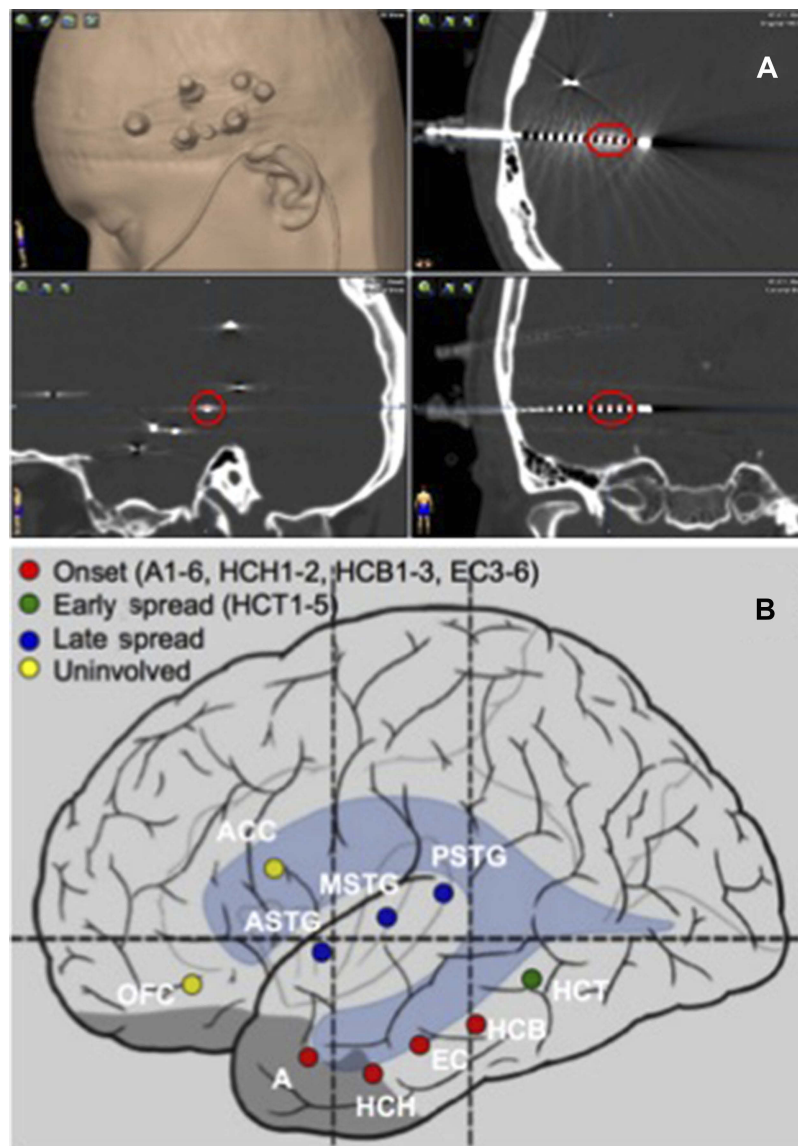 A
Onset (A1-6, HCH1-2, HCB1-3, EC3-6)
Early spread (HCT1-5)
Late spread
Uninvolved
B
ACC
PSTG
MSTG
ASTG
OFC
HCT
HCB
EC
A
HCH